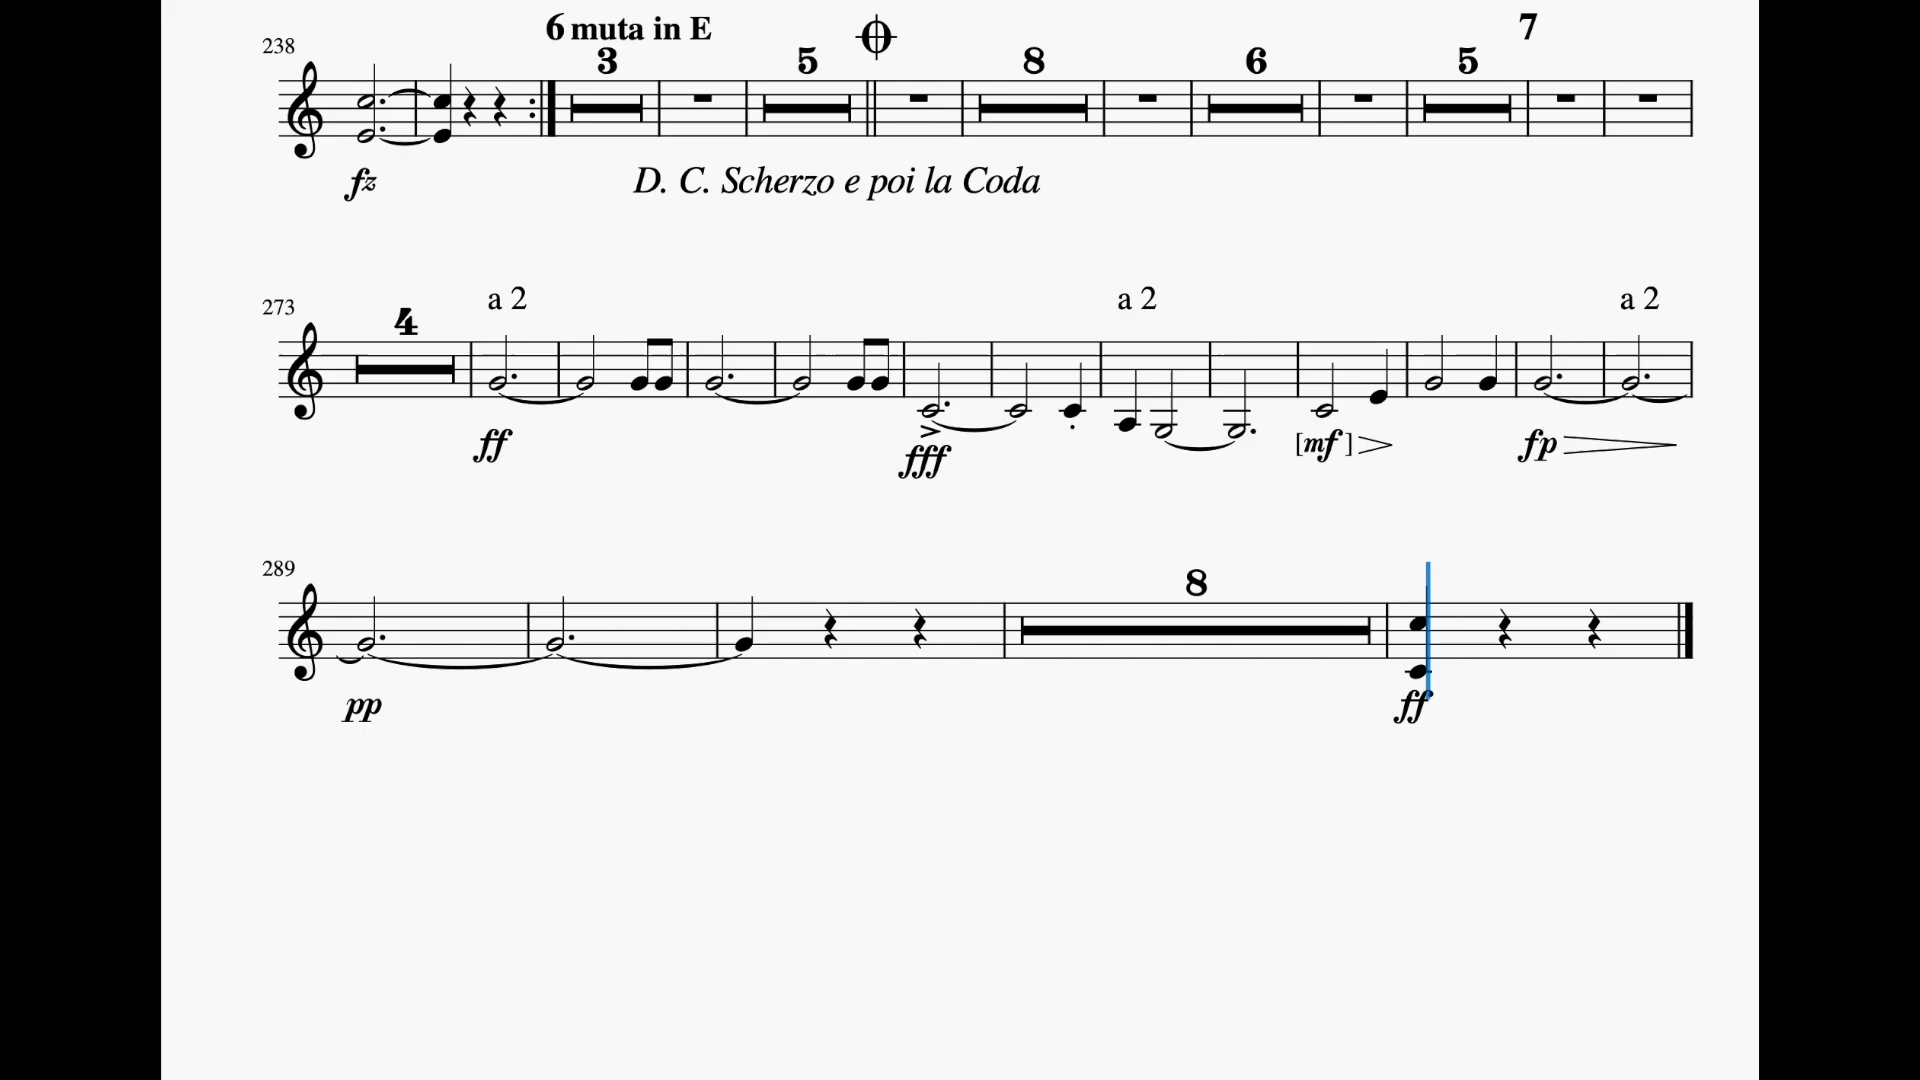 6 muta in E 7
238 3 5 8 6 5
fz D. C. Scherzo e poi la Coda
a 2 a 2 a 2
273 4
ff fff [mf] fp
289 8
pp ff